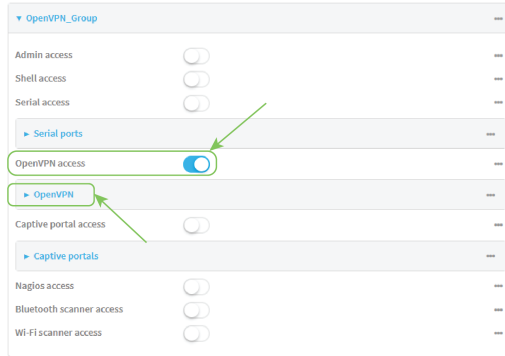 OpenVPN_Group
Admin access
Shell access
Serial access
Serial ports
OpenVPN access
OpenVPN
Captive portal access
Captive portals
Nagios access
Bluetooth scanner access
Wi-Fi scanner access